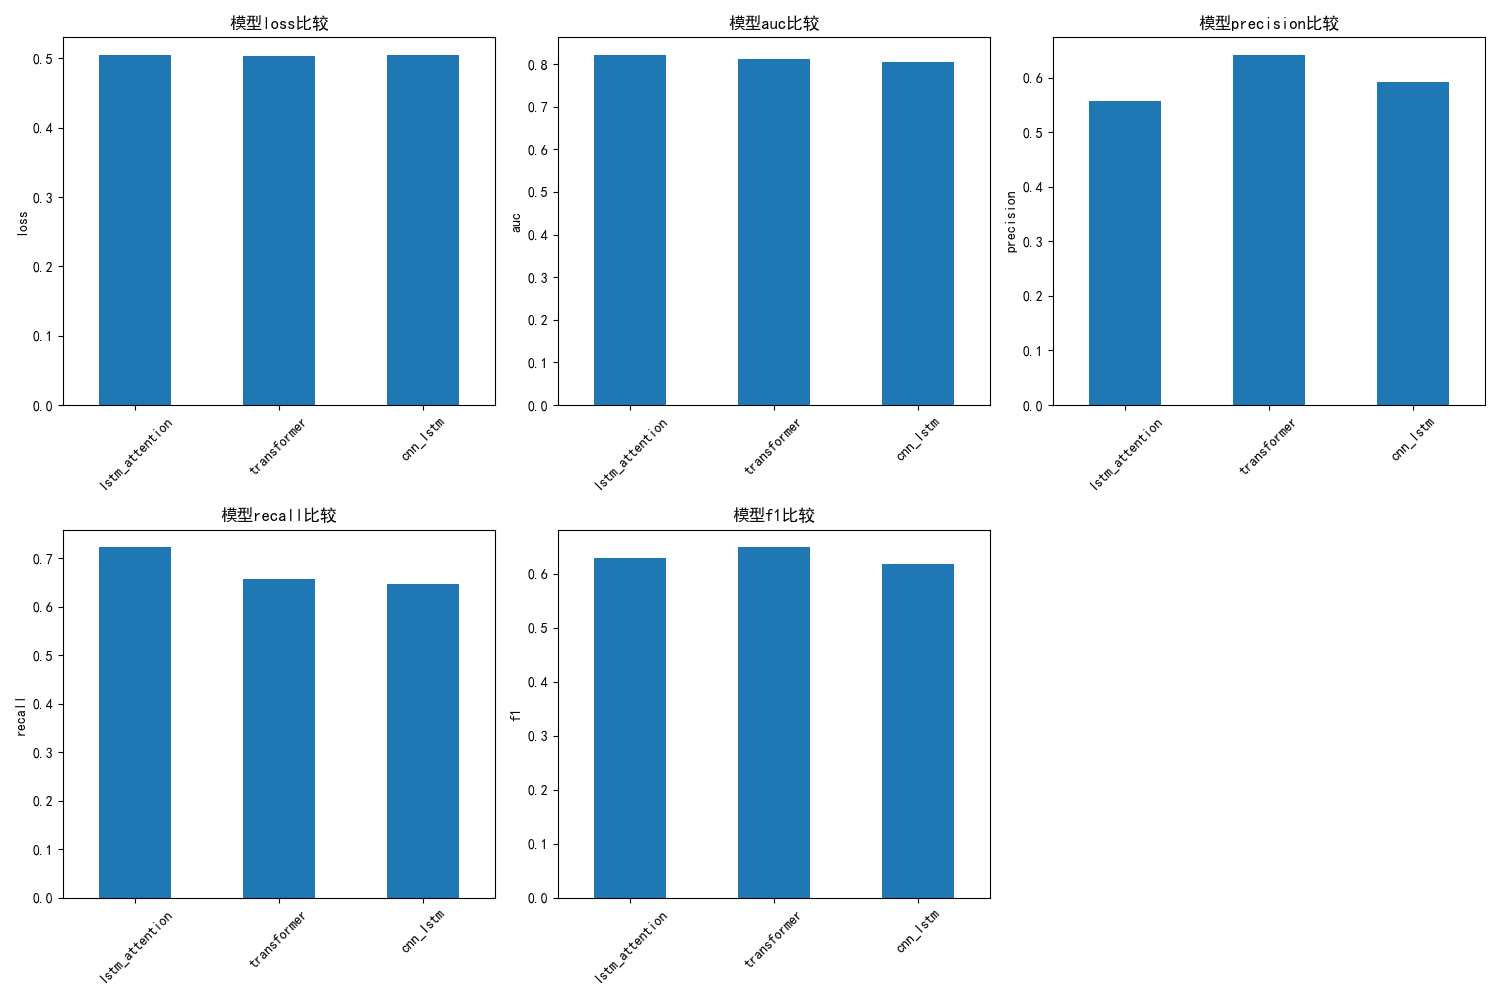 模型loss比较
loss
0.5
0.4
0.3
0.2
0.1
0.0
lstm_attention
transformer
cnn_lstm
模型auc比较
auc
0.8
0.7
0.6
0.5
0.4
0.3
0.2
0.1
0.0
lstm_attention
transformer
cnn_lstm
模型precision比较
precision
0.6
0.5
0.4
0.3
0.2
0.1
0.0
lstm_attention
transformer
cnn_lstm
模型recall比较
recall
0.7
0.6
0.5
0.4
0.3
0.2
0.1
0.0
lstm_attention
transformer
cnn_lstm
模型f1比较
f1
0.6
0.5
0.4
0.3
0.2
0.1
0.0
lstm_attention
transformer
cnn_lstm